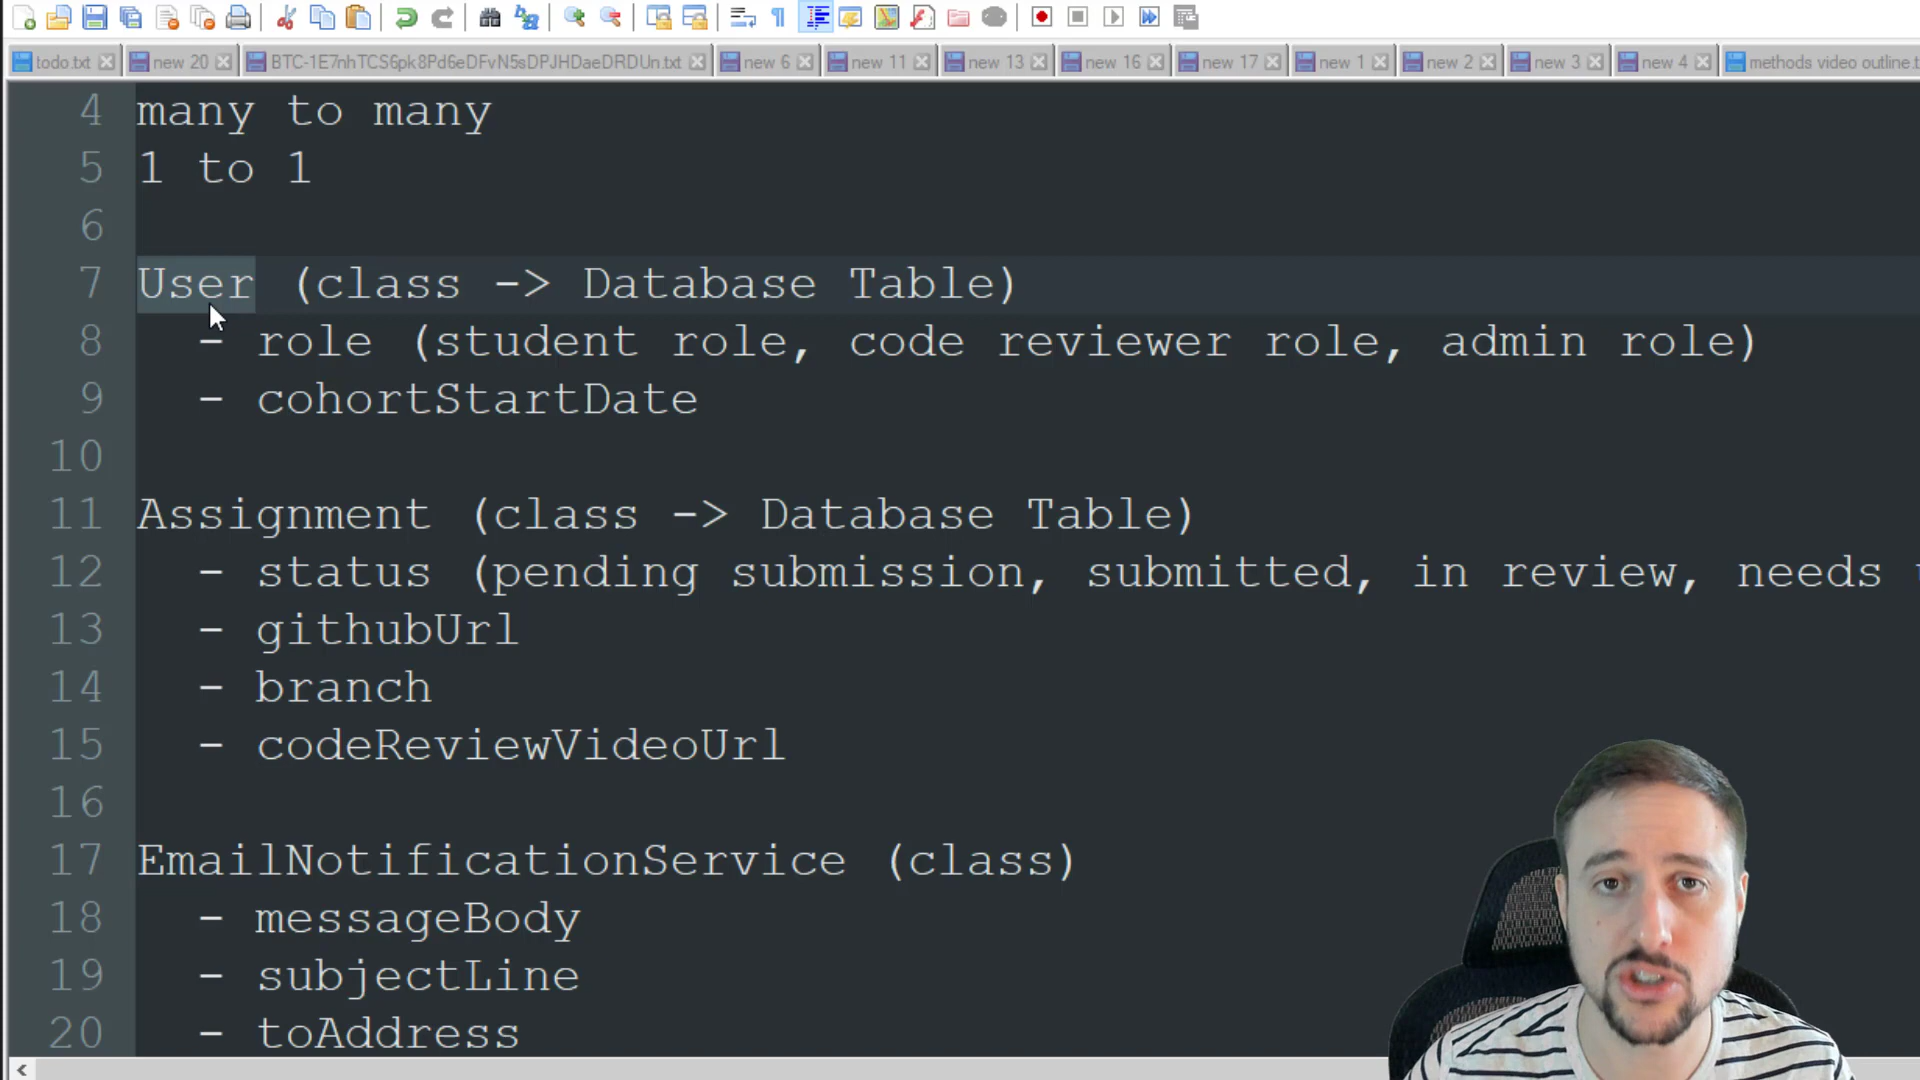 todo.txt new 20 BTC-1E7nhTCS6pk8Pd6eDFvN5sDPJHDaeDRDUn.txt new 6 new 11 new 13 new 16 new 17 new 1 new 2 new 3 new 4 methods video outline.t
4 many to many
5 1 to 1
6
7 User (class -> Database Table)
8 - role (student role, code reviewer role, admin role)
9 - cohortStartDate
10
11 Assignment (class -> Database Table)
12 - status (pending submission, submitted, in review, needs
13 - githubUrl
14 - branch
15 - codeReviewVideoUrl
16
17 EmailNotificationService (class)
18 - messageBody
19 - subjectLine
20 - toAddress